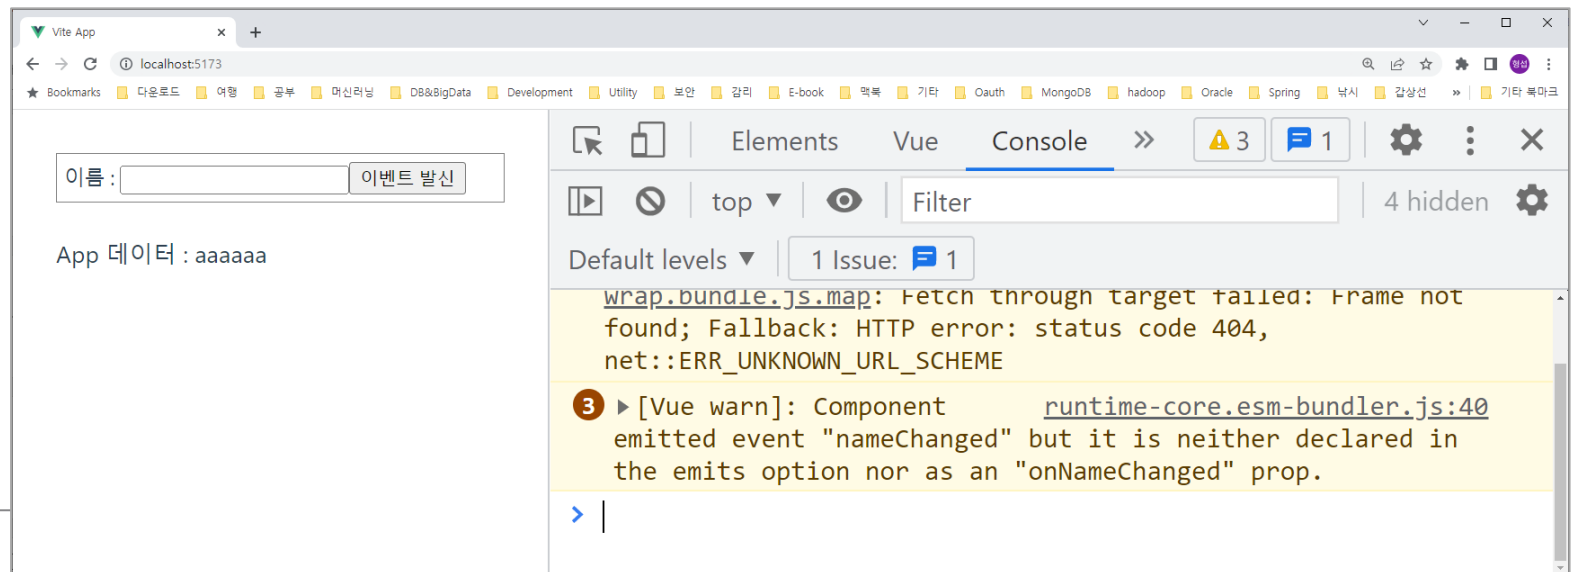 Vite App
localhost:5173
형섭
Bookmarks 다운로드 여행 공부 머신러닝 DB&BigData Development Utility 보안 감리 E-book 맥북 기타 Oauth MongoDB hadoop Oracle Spring 낚시 갑상선 » 기타 북마크
이름 : 이벤트 발신
App 데이터 : aaaaaa
Elements Vue Console 3 1
top Filter 4 hidden
Default levels 1 Issue: 1
wrap.bundle.js.map: Fetch through target failed: Frame not
found; Fallback: HTTP error: status code 404,
net::ERR_UNKNOWN_URL_SCHEME
3 [Vue warn]: Component runtime-core.esm-bundler.js:40
emitted event "nameChanged" but it is neither declared in
the emits option nor as an "onNameChanged" prop.
>